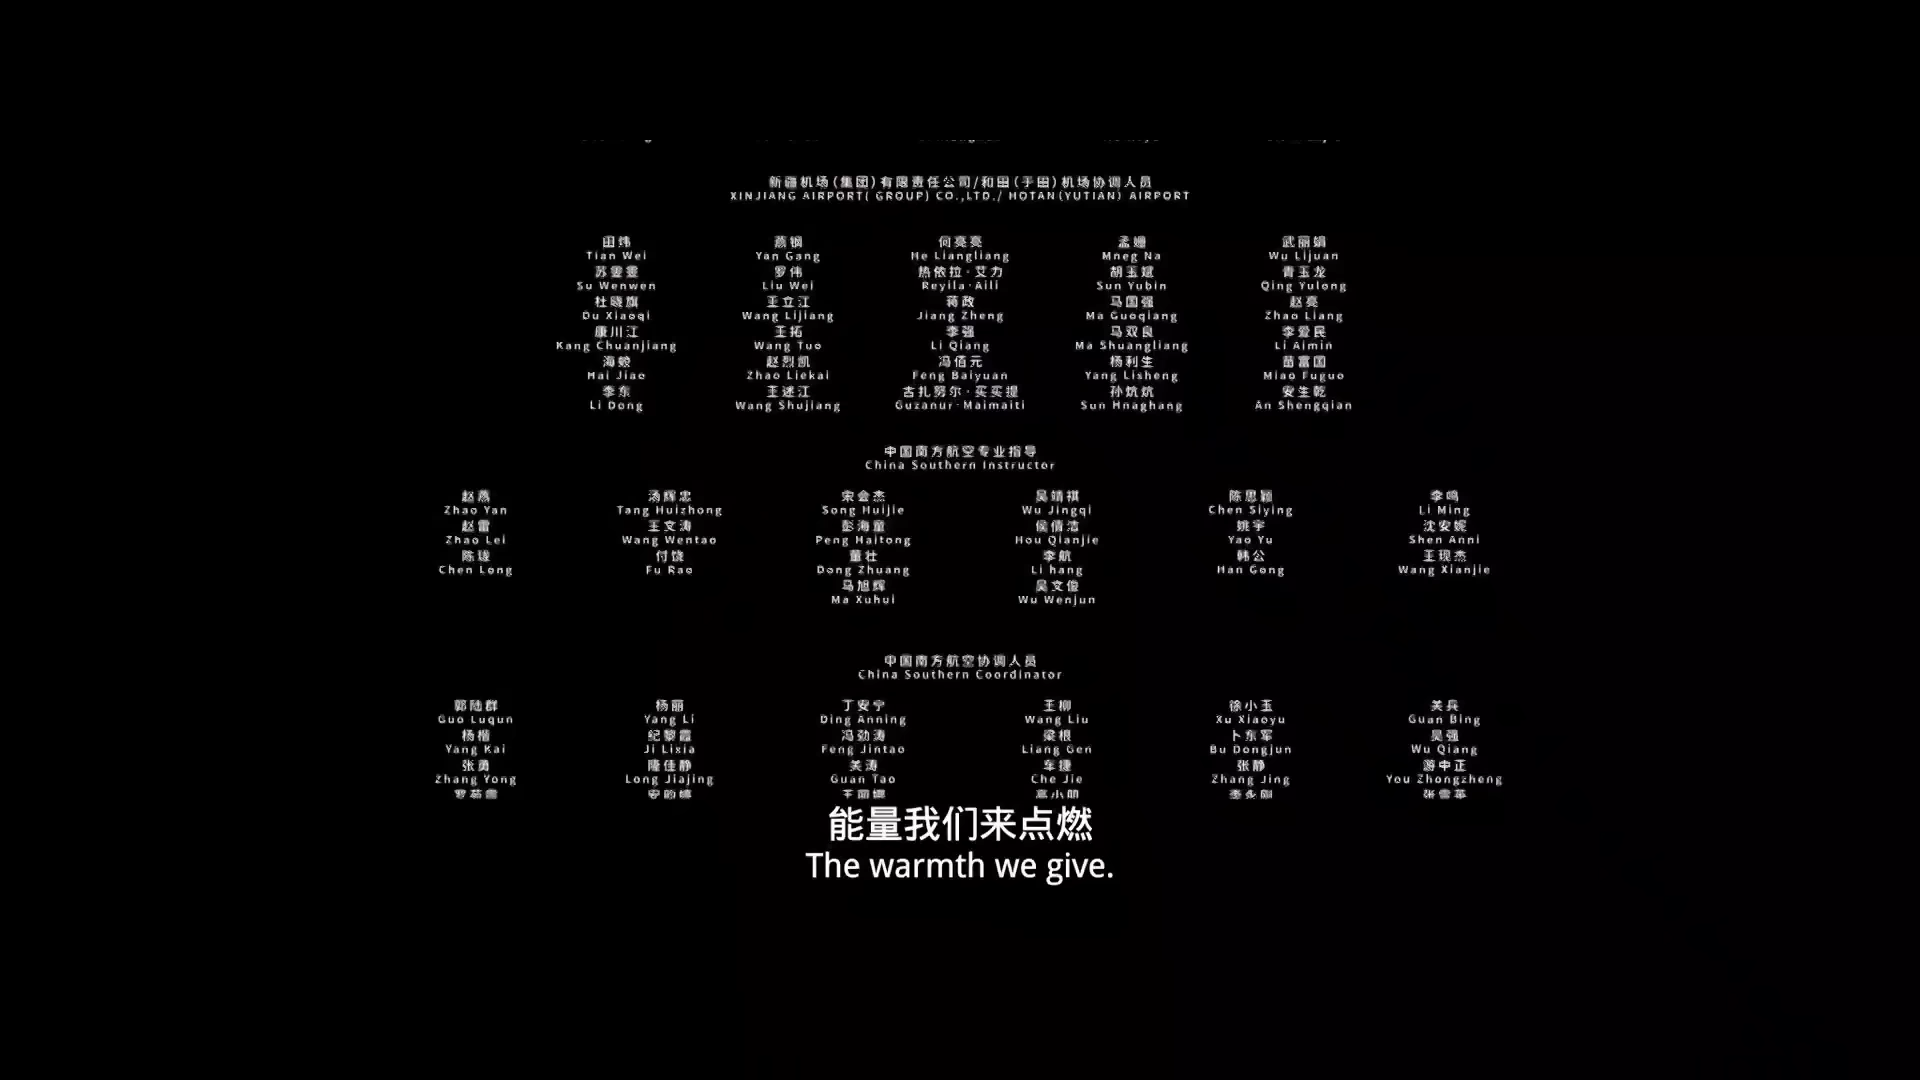 新疆机场(集团)有限责任公司/和田(于田)机场协调人员
XINJIANG AIRPORT( GROUP) CO.,LTD./ HOTAN(YUTIAN) AIRPORT
田炜 燕钢 何亮亮 孟姗 武丽娟
Tian Wei Yan Gang He Liangliang Mneg Na Wu Lijuan
苏雯雯 罗伟 热依拉·艾力 胡玉斌 青玉龙
Su Wenwen Liu Wei Reyila·Aili Sun Yubin Qing Yulong
杜晓旗 王立江 蒋政 马国强 赵亮
Du Xiaoqi Wang Lijiang Jiang Zheng Ma Guoqiang Zhao Liang
康川江 王拓 李强 马双良 李爱民
Kang Chuanjiang Wang Tuo Li Qiang Ma Shuangliang Li Aimin
赵烈凯 冯佰元 杨利生 苗富国
Hai Jiao Zhao Liekai Feng Baiyuan Yang Lisheng Miao Fuguo
李东 王述江 古扎努尔·买买提 孙炕炕 安生乾
Li Dong Wang Shujiang Guzanur·Maimaiti Sun Hnaghang An Shengqian
中国南方航空专业指导
China Southern Instructor
赵燕 汤辉忠 宋会杰 吴靖祺 陈思颖 李鸣
Zhao Yan Tang Huizhong Song Huijie Wu Jingqi Chen Siying Li Ming
赵雷 王文涛 彭海童 侯倩洁 姚宇 沈安妮
Zhao Lei Wang Wentao Peng Haitong Hou Qianjie Yao Yu Shen Anni
陈珑 付饶 董壮 李航 韩公 王现杰
Chen Long Fu Rao Dong Zhuang Li hang Han Gong Wang Xianjie
马旭辉 吴文俊
Ma Xuhui Wu Wenjun
中国南方航空协调人员
China Southern Coordinator
郭陆群 杨丽 丁安宁 王柳 徐小玉 关兵
Guo Luqun Yang Li Ding Anning Wang Liu Xu Xiaoyu Guan Bing
杨楷 纪黎霞 冯劲涛 梁根 卜东军 吴强
Yang Kai Ji Lixia Feng Jintao Liang Gen Bu Dongjun Wu Qiang
张勇 隆佳静 关涛 车捷 张静 游中正
Zhang Yong Long Jiajing Guan Tao Che Jie Zhang Jing You Zhongzheng
能量我们来点燃
The warmth we give.